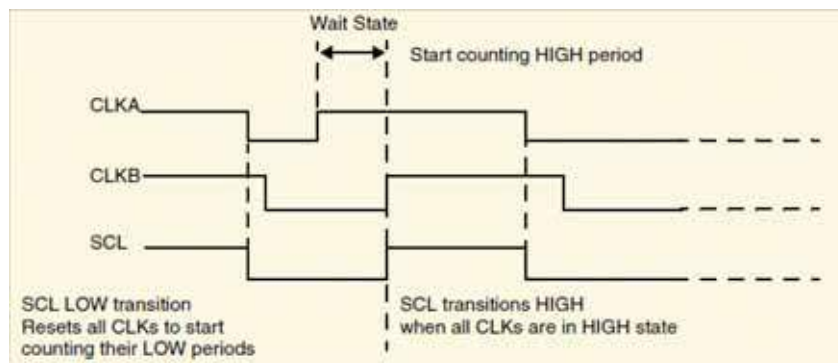 Wait State
Start counting HIGH period
CLKA
CLKB
SCL
SCL LOW transition
Resets all CLKs to start
counting their LOW periods
SCL transitions HIGH
when all CLKs are in HIGH state